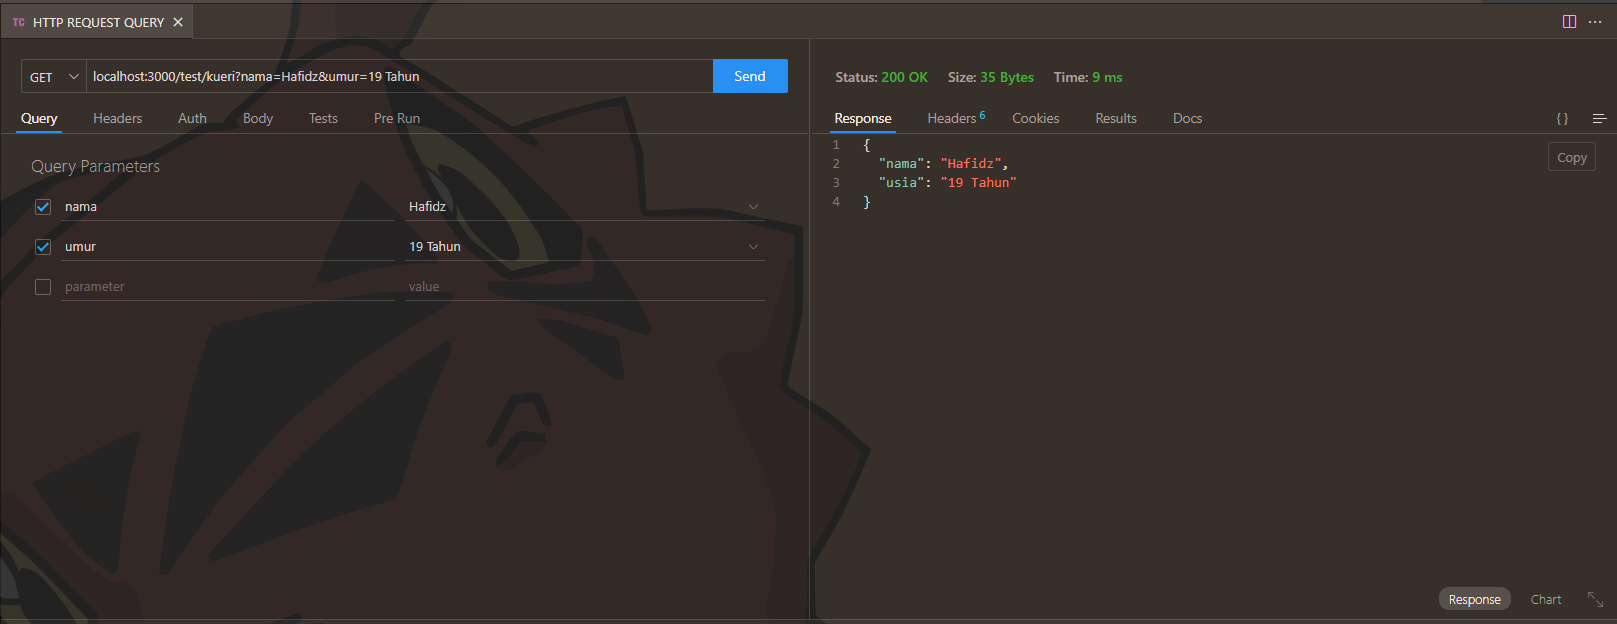 TC HTTP REQUEST QUERY
GET localhost:3000/test/kueri?nama=Hafidz&umur=19 Tahun Send
Query Headers Auth Body Tests Pre Run
Query Parameters
nama Hafidz
umur 19 Tahun
parameter value
Status: 200 OK Size: 35 Bytes Time: 9 ms
Response Headers 6 Cookies Results Docs { }
Copy
1 {
2 "nama": "Hafidz",
3 "usia": "19 Tahun"
4 }
Response Chart